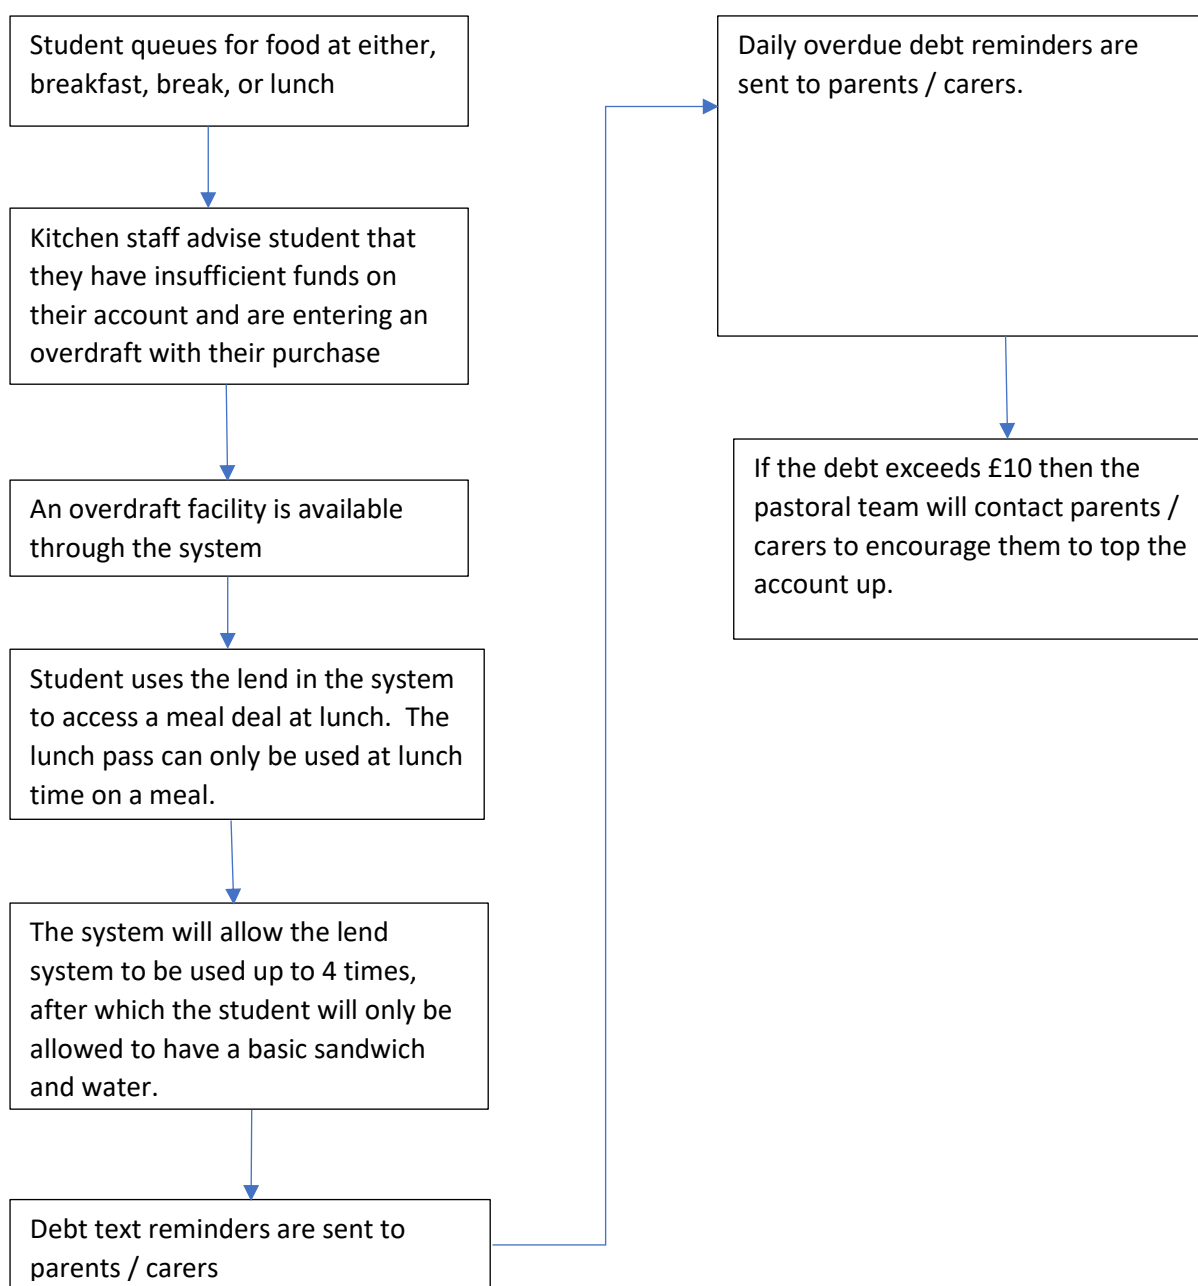 Student queues for food at either,
breakfast, break, or lunch
Kitchen staff advise student that
they have insufficient funds on
their account and are entering an
overdraft with their purchase
An overdraft facility is available
through the system
Student uses the lend in the system
to access a meal deal at lunch.  The
lunch pass can only be used at lunch
time on a meal.
The system will allow the lend
system to be used up to 4 times,
after which the student will only be
allowed to have a basic sandwich
and water.
Debt text reminders are sent to
parents / carers
Daily overdue debt reminders are
sent to parents / carers.
If the debt exceeds £10 then the
pastoral team will contact parents /
carers to encourage them to top the
account up.